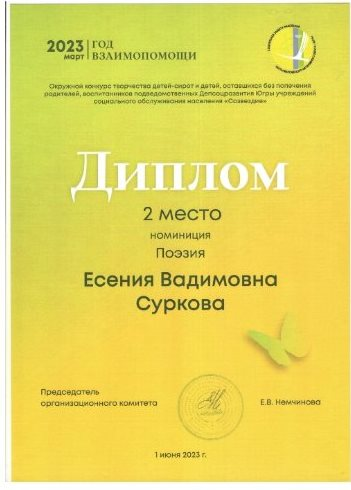 2023 ГОД
март ВЗАИМОПОМОЩИ
Окружной конкурс творчества детей-сирот и детей, оставшихся без попечения
родителей, воспитанников подведомственных Депсоцразвития Югры учреждений
социального обслуживания населения «Созвездие»
Диплом
2 место
номиниция
Поэзия
Есения Вадимовна
Суркова
Председатель
организационного комитета
Е.В. Немчинова
1 июня 2023 г.